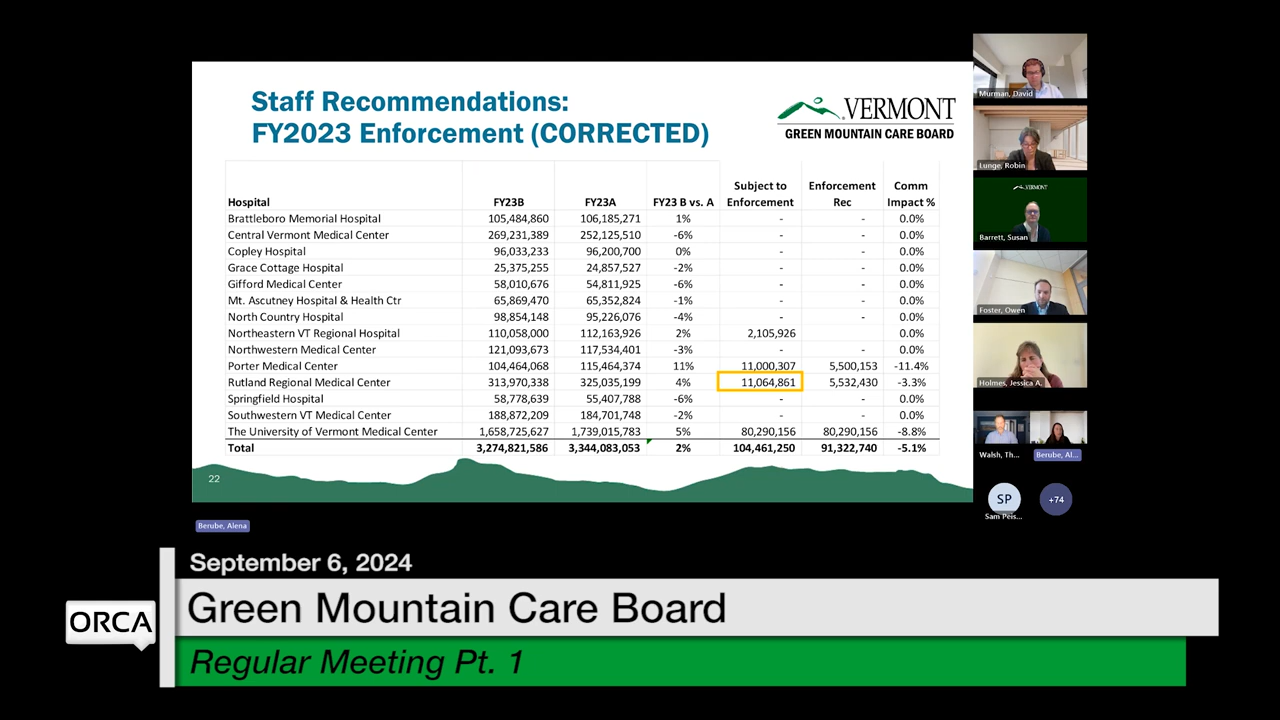 Staff Recommendations:
FY2023 Enforcement (CORRECTED)
VERMONT
GREEN MOUNTAIN CARE BOARD
Hospital FY23B FY23A FY23 B vs. A Subject to Enforcement Enforcement Rec Comm Impact %
Brattleboro Memorial Hospital 105,484,860 106,185,271 1% - - 0.0%
Central Vermont Medical Center 269,231,389 252,125,510 -6% - - 0.0%
Copley Hospital 96,033,233 96,200,700 0% - - 0.0%
Grace Cottage Hospital 25,375,255 24,857,527 -2% - - 0.0%
Gifford Medical Center 58,010,676 54,811,925 -6% - - 0.0%
Mt. Ascutney Hospital & Health Ctr 65,869,470 65,352,824 -1% - - 0.0%
North Country Hospital 98,854,148 95,226,076 -4% - - 0.0%
Northeastern VT Regional Hospital 110,058,000 112,163,926 2% 2,105,926 0.0%
Northwestern Medical Center 121,093,673 117,534,401 -3% - - 0.0%
Porter Medical Center 104,464,068 115,464,374 11% 11,000,307 5,500,153 -11.4%
Rutland Regional Medical Center 313,970,338 325,035,199 4% 11,064,861 5,532,430 -3.3%
Springfield Hospital 58,778,639 55,407,788 -6% - - 0.0%
Southwestern VT Medical Center 188,872,209 184,701,748 -2% - - 0.0%
The University of Vermont Medical Center 1,658,725,627 1,739,015,783 5% 80,290,156 80,290,156 -8.8%
Total 3,274,821,586 3,344,083,053 2% 104,461,250 91,322,740 -5.1%
22
Berube, Alena
Murman, David
Lunge, Robin
VERMONT
Barrett, Susan
Foster, Owen
Holmes, Jessica A.
Walsh, Th... Berube, Al...
SP +74
Sam Peis...
September 6, 2024
ORCA
Green Mountain Care Board
Regular Meeting Pt. 1